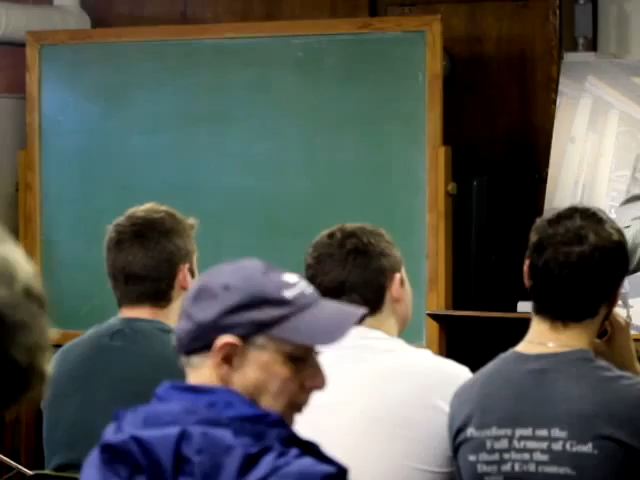 Therefore put on the
Full Armor of God,
so that when the
Day of Evil comes,